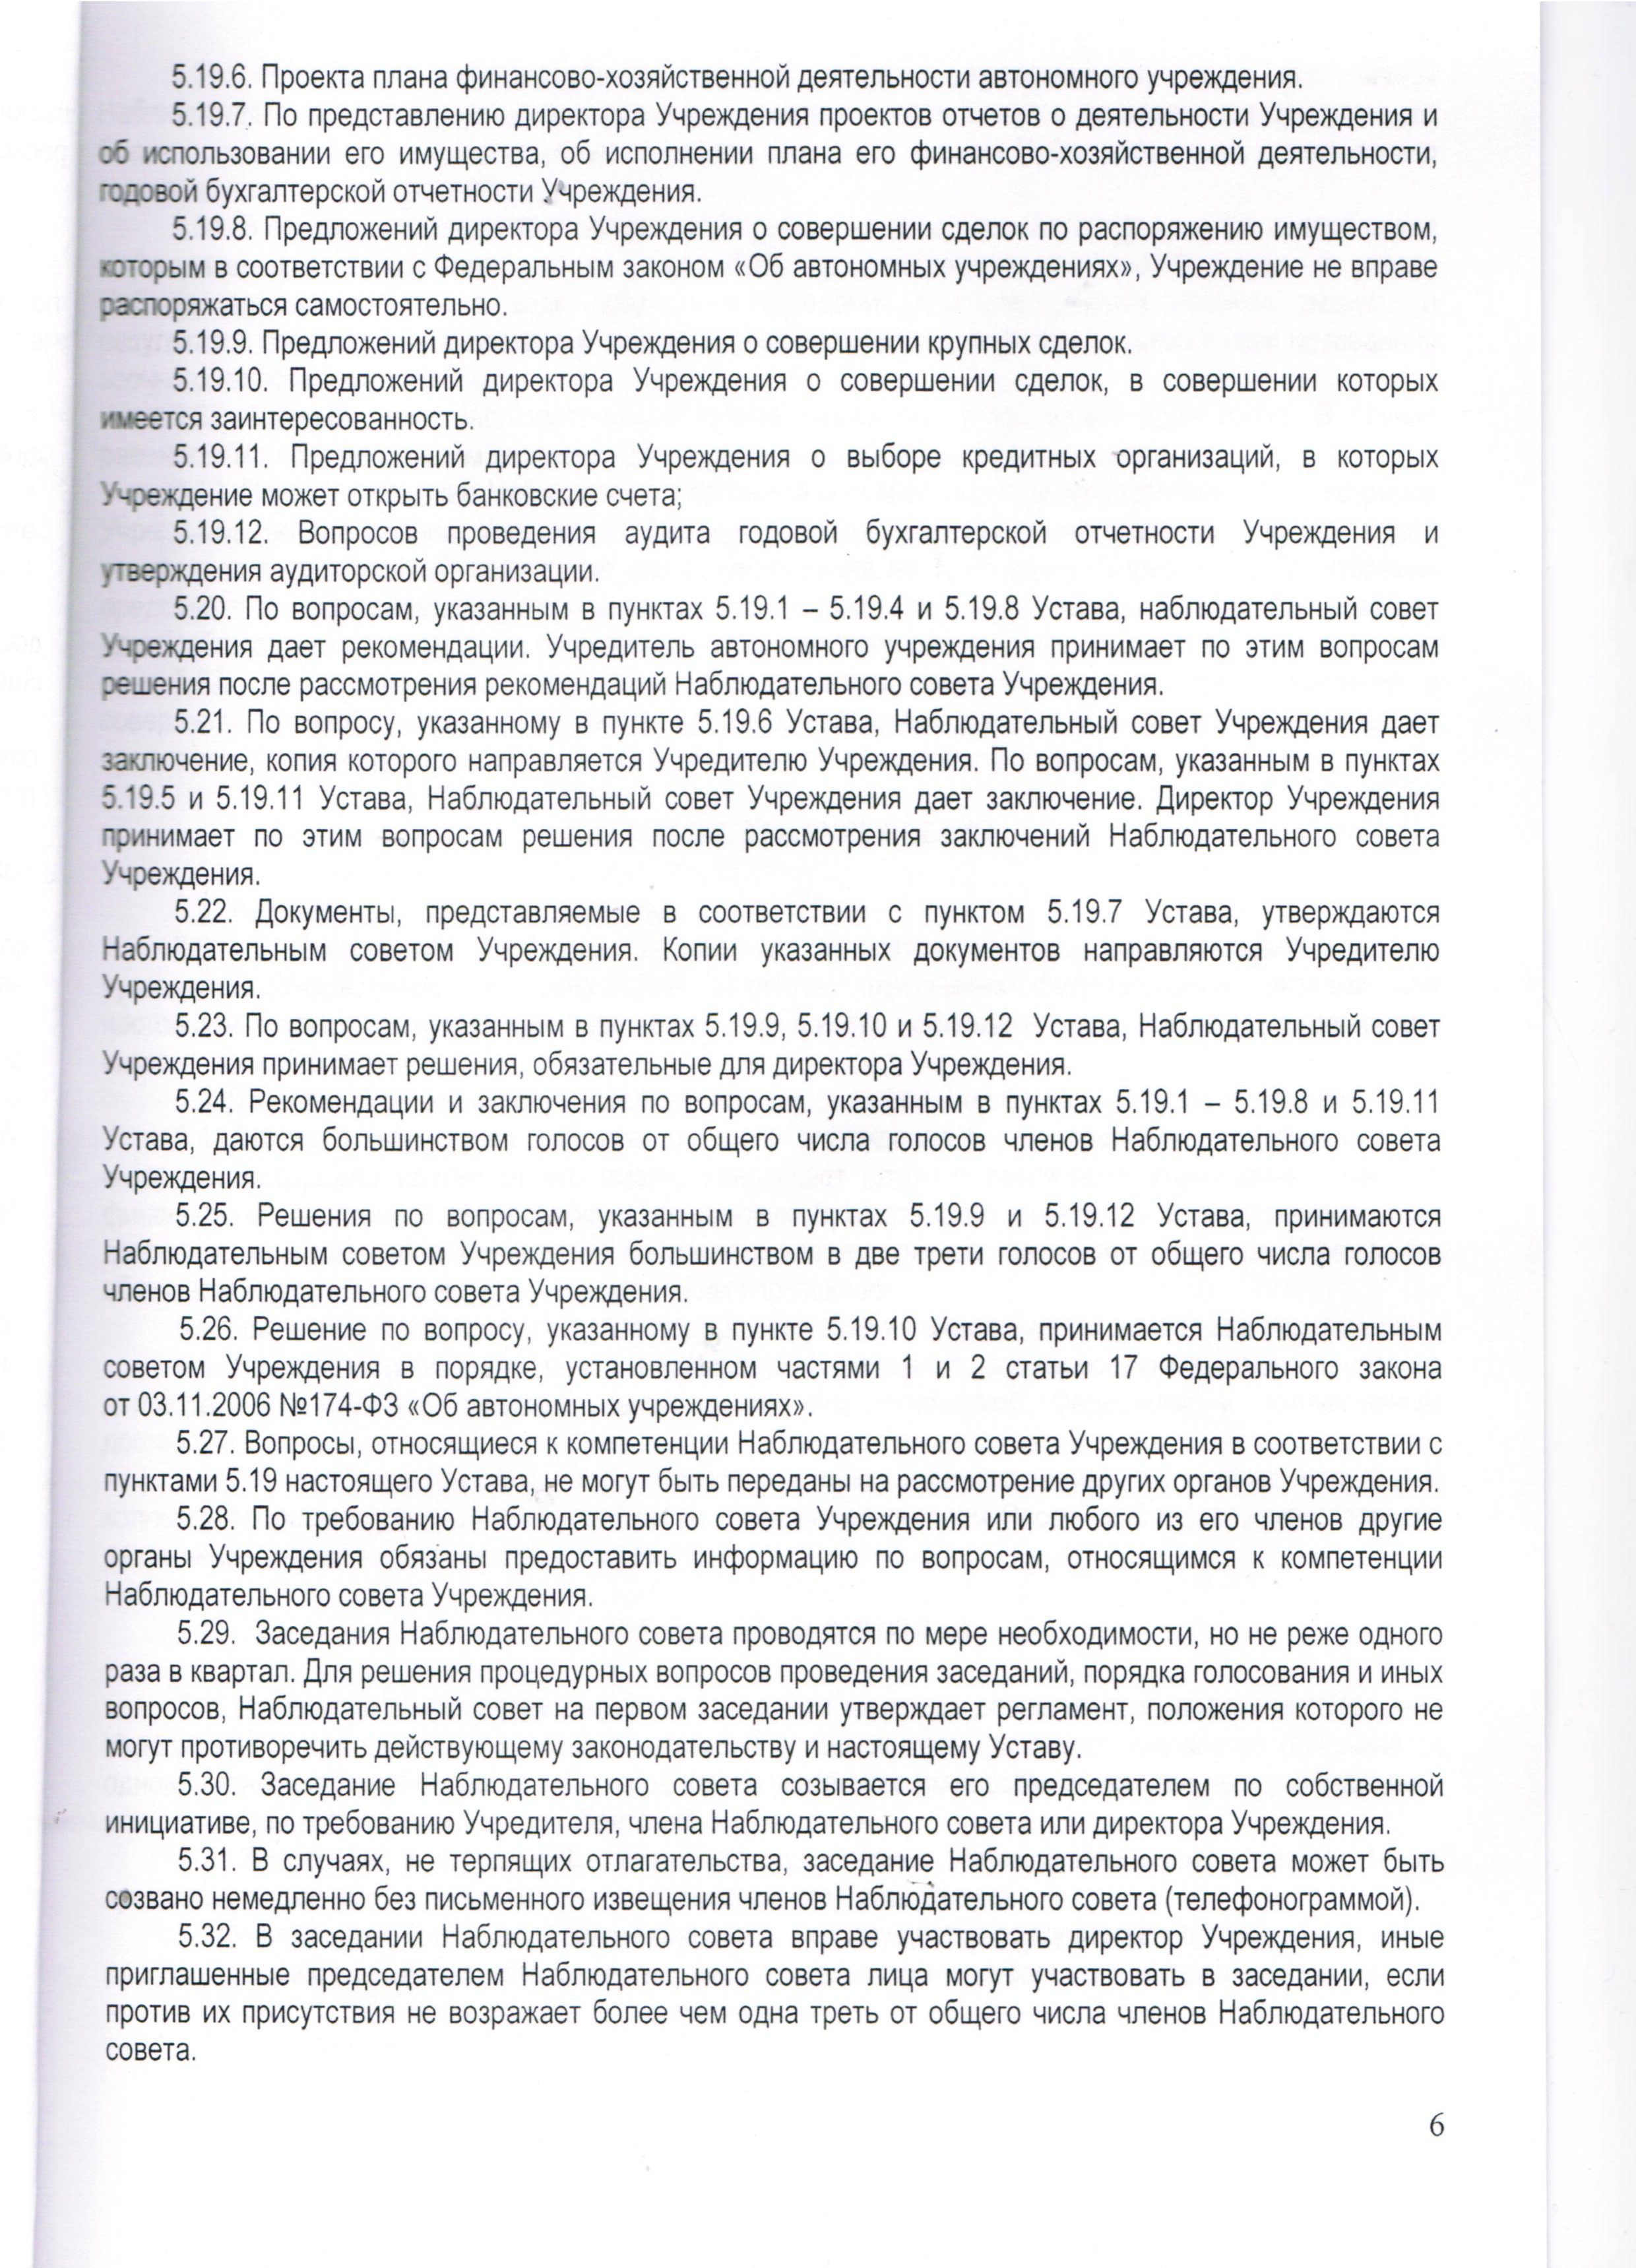 5.19.6. Проекта плана финансово-хозяйственной деятельности автономного учреждения.
5.19.7. По представлению директора Учреждения проектов отчетов о деятельности Учреждения и
об использовании его имущества, об исполнении плана его финансово-хозяйственной деятельности,
годовой бухгалтерской отчетности Учреждения.
5.19.8. Предложений директора Учреждения о совершении сделок по распоряжению имуществом,
которым в соответствии с Федеральным законом «Об автономных учреждениях», Учреждение не вправе
распоряжаться самостоятельно.
5.19.9. Предложений директора Учреждения о совершении крупных сделок.
5.19.10. Предложений директора Учреждения о совершении сделок, в совершении которых
имеется заинтересованность.
5.19.11. Предложений директора Учреждения о выборе кредитных организаций, в которых
Учреждение может открыть банковские счета;
5.19.12. Вопросов проведения аудита годовой бухгалтерской отчетности Учреждения и
утверждения аудиторской организации.
5.20. По вопросам, указанным в пунктах 5.19.1 – 5.19.4 и 5.19.8 Устава, наблюдательный совет
Учреждения дает рекомендации. Учредитель автономного учреждения принимает по этим вопросам
решения после рассмотрения рекомендаций Наблюдательного совета Учреждения.
5.21. По вопросу, указанному в пункте 5.19.6 Устава, Наблюдательный совет Учреждения дает
заключение, копия которого направляется Учредителю Учреждения. По вопросам, указанным в пунктах
5.19.5 и 5.19.11 Устава, Наблюдательный совет Учреждения дает заключение. Директор Учреждения
принимает по этим вопросам решения после рассмотрения заключений Наблюдательного совета
Учреждения.
5.22. Документы, представляемые в соответствии с пунктом 5.19.7 Устава, утверждаются
Наблюдательным советом Учреждения. Копии указанных документов направляются Учредителю
Учреждения.
5.23. По вопросам, указанным в пунктах 5.19.9, 5.19.10 и 5.19.12 Устава, Наблюдательный совет
Учреждения принимает решения, обязательные для директора Учреждения.
5.24. Рекомендации и заключения по вопросам, указанным в пунктах 5.19.1 – 5.19.8 и 5.19.11
Устава, даются большинством голосов от общего числа голосов членов Наблюдательного совета
Учреждения.
5.25. Решения по вопросам, указанным в пунктах 5.19.9 и 5.19.12 Устава, принимаются
Наблюдательным советом Учреждения большинством в две трети голосов от общего числа голосов
членов Наблюдательного совета Учреждения.
5.26. Решение по вопросу, указанному в пункте 5.19.10 Устава, принимается Наблюдательным
советом Учреждения в порядке, установленном частями 1 и 2 статьи 17 Федерального закона
от 03.11.2006 №174-ФЗ «Об автономных учреждениях».
5.27. Вопросы, относящиеся к компетенции Наблюдательного совета Учреждения в соответствии с
пунктами 5.19 настоящего Устава, не могут быть переданы на рассмотрение других органов Учреждения.
5.28. По требованию Наблюдательного совета Учреждения или любого из его членов другие
органы Учреждения обязаны предоставить информацию по вопросам, относящимся к компетенции
Наблюдательного совета Учреждения.
5.29. Заседания Наблюдательного совета проводятся по мере необходимости, но не реже одного
раза в квартал. Для решения процедурных вопросов проведения заседаний, порядка голосования и иных
вопросов, Наблюдательный совет на первом заседании утверждает регламент, положения которого не
могут противоречить действующему законодательству и настоящему Уставу.
5.30. Заседание Наблюдательного совета созывается его председателем по собственной
инициативе, по требованию Учредителя, члена Наблюдательного совета или директора Учреждения.
5.31. В случаях, не терпящих отлагательства, заседание Наблюдательного совета может быть
созвано немедленно без письменного извещения членов Наблюдательного совета (телефонограммой).
5.32. В заседании Наблюдательного совета вправе участвовать директор Учреждения, иные
приглашенные председателем Наблюдательного совета лица могут участвовать в заседании, если
против их присутствия не возражает более чем одна треть от общего числа членов Наблюдательного
совета.
6